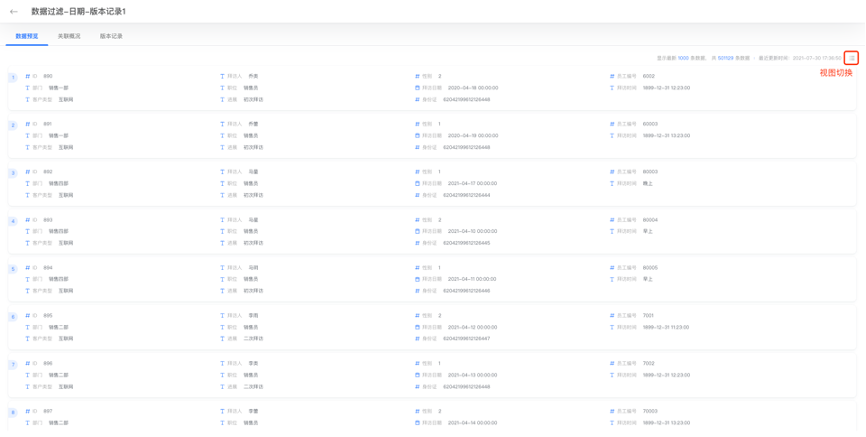 ← 数据过滤-日期-版本记录1
数据预览 关联概况 版本记录
显示最新 1000 条数据, 共 501109 条数据 · 最近更新时间: 2021-07-20 17:36:50
视图切换
1 # ID 890 T 拜访人 乔麦 # 性别 2 # 员工编号 6002
T 部门 销售一部 T 职位 销售员 拜访日期 2020-04-18 00:00:00 T 拜访时间 1899-12-31 12:23:00
T 客户类型 互联网 T 进展 初次拜访 # 身份证 62042199612126448
2 # ID 891 T 拜访人 乔蕾 # 性别 1 # 员工编号 60003
T 部门 销售一部 T 职位 销售员 拜访日期 2020-04-19 00:00:00 T 拜访时间 1899-12-31 13:23:00
T 客户类型 互联网 T 进展 初次拜访 # 身份证 62042199612126448
3 # ID 892 T 拜访人 # 性别 1 # 员工编号 80003
T 部门 销售四部 T 职位 销售员 拜访日期 2021-04-17 00:00:00 T 拜访时间 晚上
T 客户类型 互联网 T 进展 初次拜访 # 身份证 62042199612126444
4 # ID 893 T 拜访人 # 性别 2 # 员工编号 80004
T 部门 销售四部 T 职位 销售员 拜访日期 2021-04-10 00:00:00 T 拜访时间 早上
T 客户类型 互联网 T 进展 初次拜访 # 身份证 62042199612126445
5 # ID 894 T 拜访人 马玥 # 性别 1 # 员工编号 80005
T 部门 销售四部 T 职位 销售员 拜访日期 2021-04-11 00:00:00 T 拜访时间 早上
T 客户类型 互联网 T 进展 初次拜访 # 身份证 62042199612126446
6 # ID 895 T 拜访人 李雨 # 性别 2 # 员工编号 7001
T 部门 销售二部 T 职位 销售员 拜访日期 2021-04-12 00:00:00 T 拜访时间 1899-12-31 11:23:00
T 客户类型 互联网 T 进展 二次拜访 # 身份证 62042199612126447
7 # ID 896 T 拜访人 李麦 # 性别 1 # 员工编号 7002
T 部门 销售二部 T 职位 销售员 拜访日期 2021-04-13 00:00:00 T 拜访时间 1899-12-31 12:23:00
T 客户类型 互联网 T 进展 二次拜访 # 身份证 62042199612126448
8 # ID 897 T 拜访人 李蕾 # 性别 2 # 员工编号 70003
T 部门 销售二部 T 职位 销售员 拜访日期 2021-04-14 00:00:00 T 拜访时间 1899-12-31 13:23:00